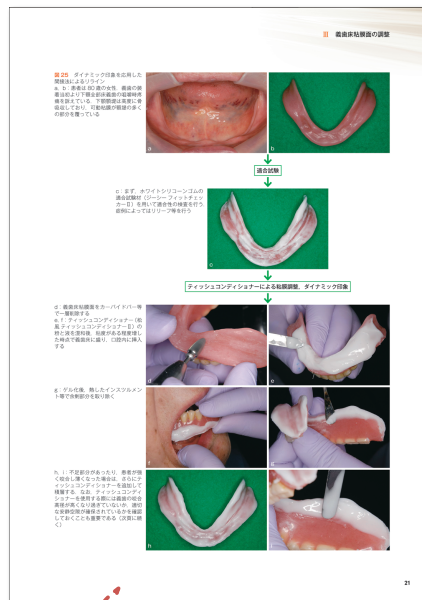 Ⅲ　義歯床粘膜面の調整
図25　ダイナミック印象を応用した
間接法によるリライン
a，b：患者は80歳の女性．義歯の装
着当初より下顎全部床義歯の咀嚼時疼
痛を訴えている．下顎顎堤は高度に骨
吸収しており，可動粘膜が顎堤の多く
の部分を覆っている
a
b
適合試験
c：まず，ホワイトシリコーンゴムの
適合試験材（ジーシー フィットチェッ
カーⅡ）を用いて適合性の検査を行う
症例によってはリリーフ等を行う
c
ティッシュコンディショナーによる粘膜調整，ダイナミック印象
d：義歯床粘膜面をカーバイドバー等
で一層削除する
e，f：ティッシュコンディショナー（松
風 ティッシュコンディショナーⅡ）の
粉と液を混和後，粘度がある程度増し
た時点で義歯床に盛り，口腔内に挿入
する
d
e
g：ゲル化後，熱したインスツルメン
ト等で余剰部分を取り除く
f
g
h，i：不足部分があったり，患者が強
く咬合し薄くなった場合は，さらにテ
ィッシュコンディショナーを追加して
積層する．なお，ティッシュコンディ
ショナーを使用する際には義歯の咬合
高径が高くなり過ぎていないか，適切
な安静空隙が確保されているかを確認
しておくことも重要である（次頁に続
く）
h
i
21